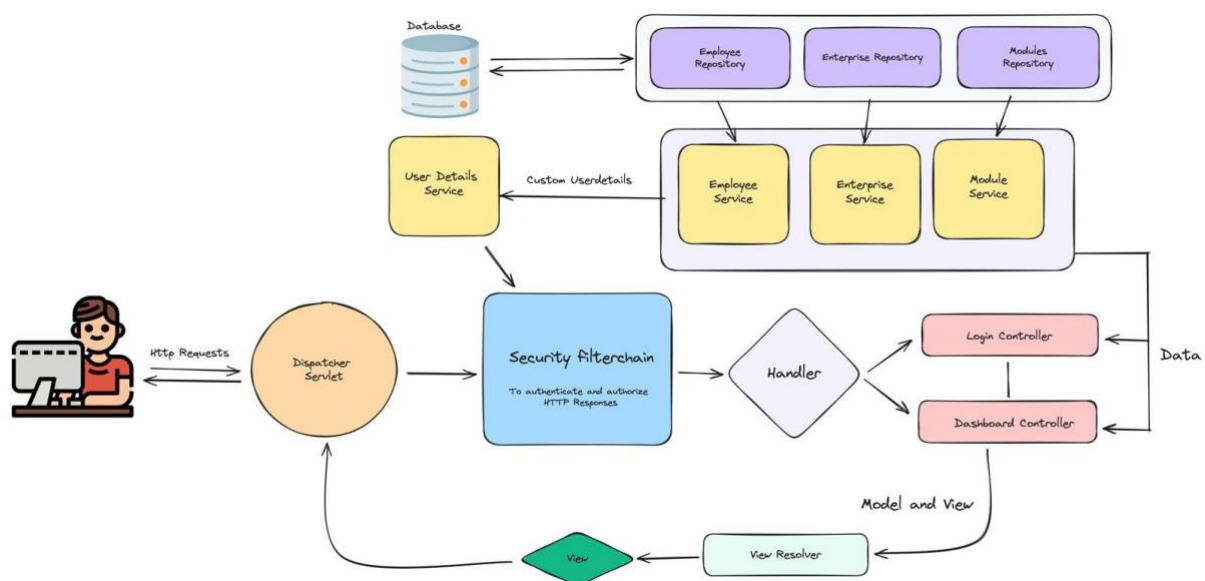 Database
Employee
Repository
Enterprise Repository
Modules
Repository
User Details
Service
Custom Userdetails
Employee
Service
Enterprise
Service
Module
Service
Http Requests
Dispatcher
Servlet
Security filterchain
To authenticate and authorize
HTTP Responses
Handler
Login Controller
Data
Dashboard Controller
Model and View
View
View Resolver